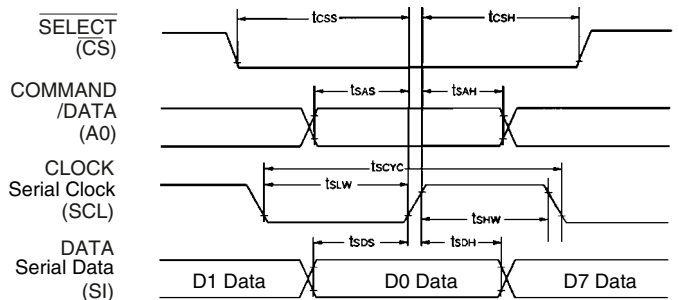 SELECT
(CS)
tCSS
tCSH
COMMAND
/DATA
(A0)
tSAS
tSAH
CLOCK
Serial Clock
(SCL)
tSCYC
tSLW
tSHW
DATA
Serial Data
(SI)
tSDS
tSDH
D1 Data
D0 Data
D7 Data